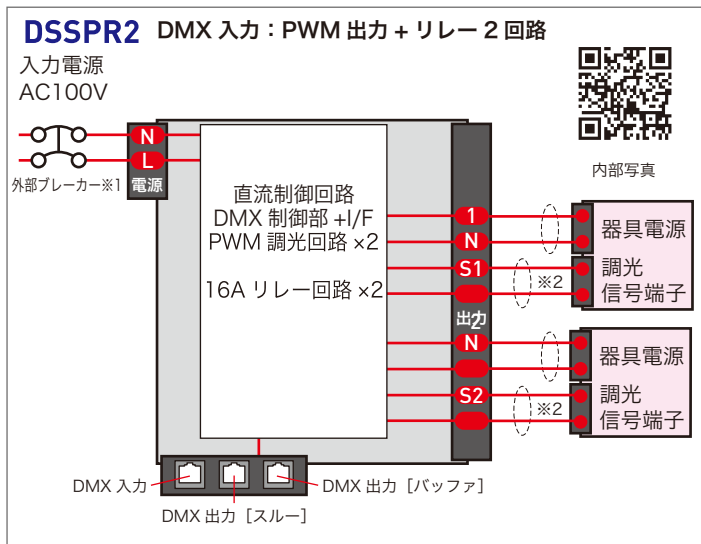 DSSPR2 DMX 入力：PWM 出力 + リレー 2 回路
入力電源
AC100V
内部写真
N
L
電源
外部ブレーカー※1
直流制御回路
DMX 制御部 +I/F
PWM 調光回路 ×2
16A リレー回路 ×2
1
N
S1
出力
2
N
S2
器具電源
調光
信号端子
※2
器具電源
調光
信号端子
※2
DMX 入力
DMX 出力［スルー］
DMX 出力［バッファ］